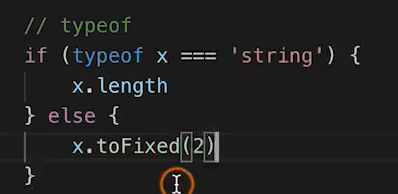 // typeof
if (typeof x === 'string') {
    x.length
} else {
    x.toFixed(2)
}